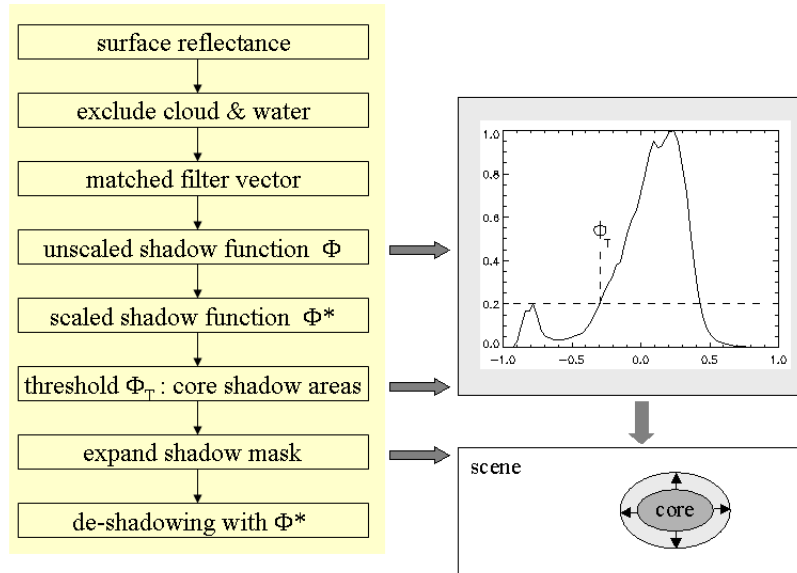 surface reflectance
exclude cloud & water
matched filter vector
unscaled shadow function Φ
scaled shadow function Φ*
threshold Φ_T : core shadow areas
expand shadow mask
de-shadowing with Φ*
1.0
0.8
0.6
0.4
0.2
0.0
Φ_T
−1.0 −0.5 0.0 0.5 1.0
scene
core